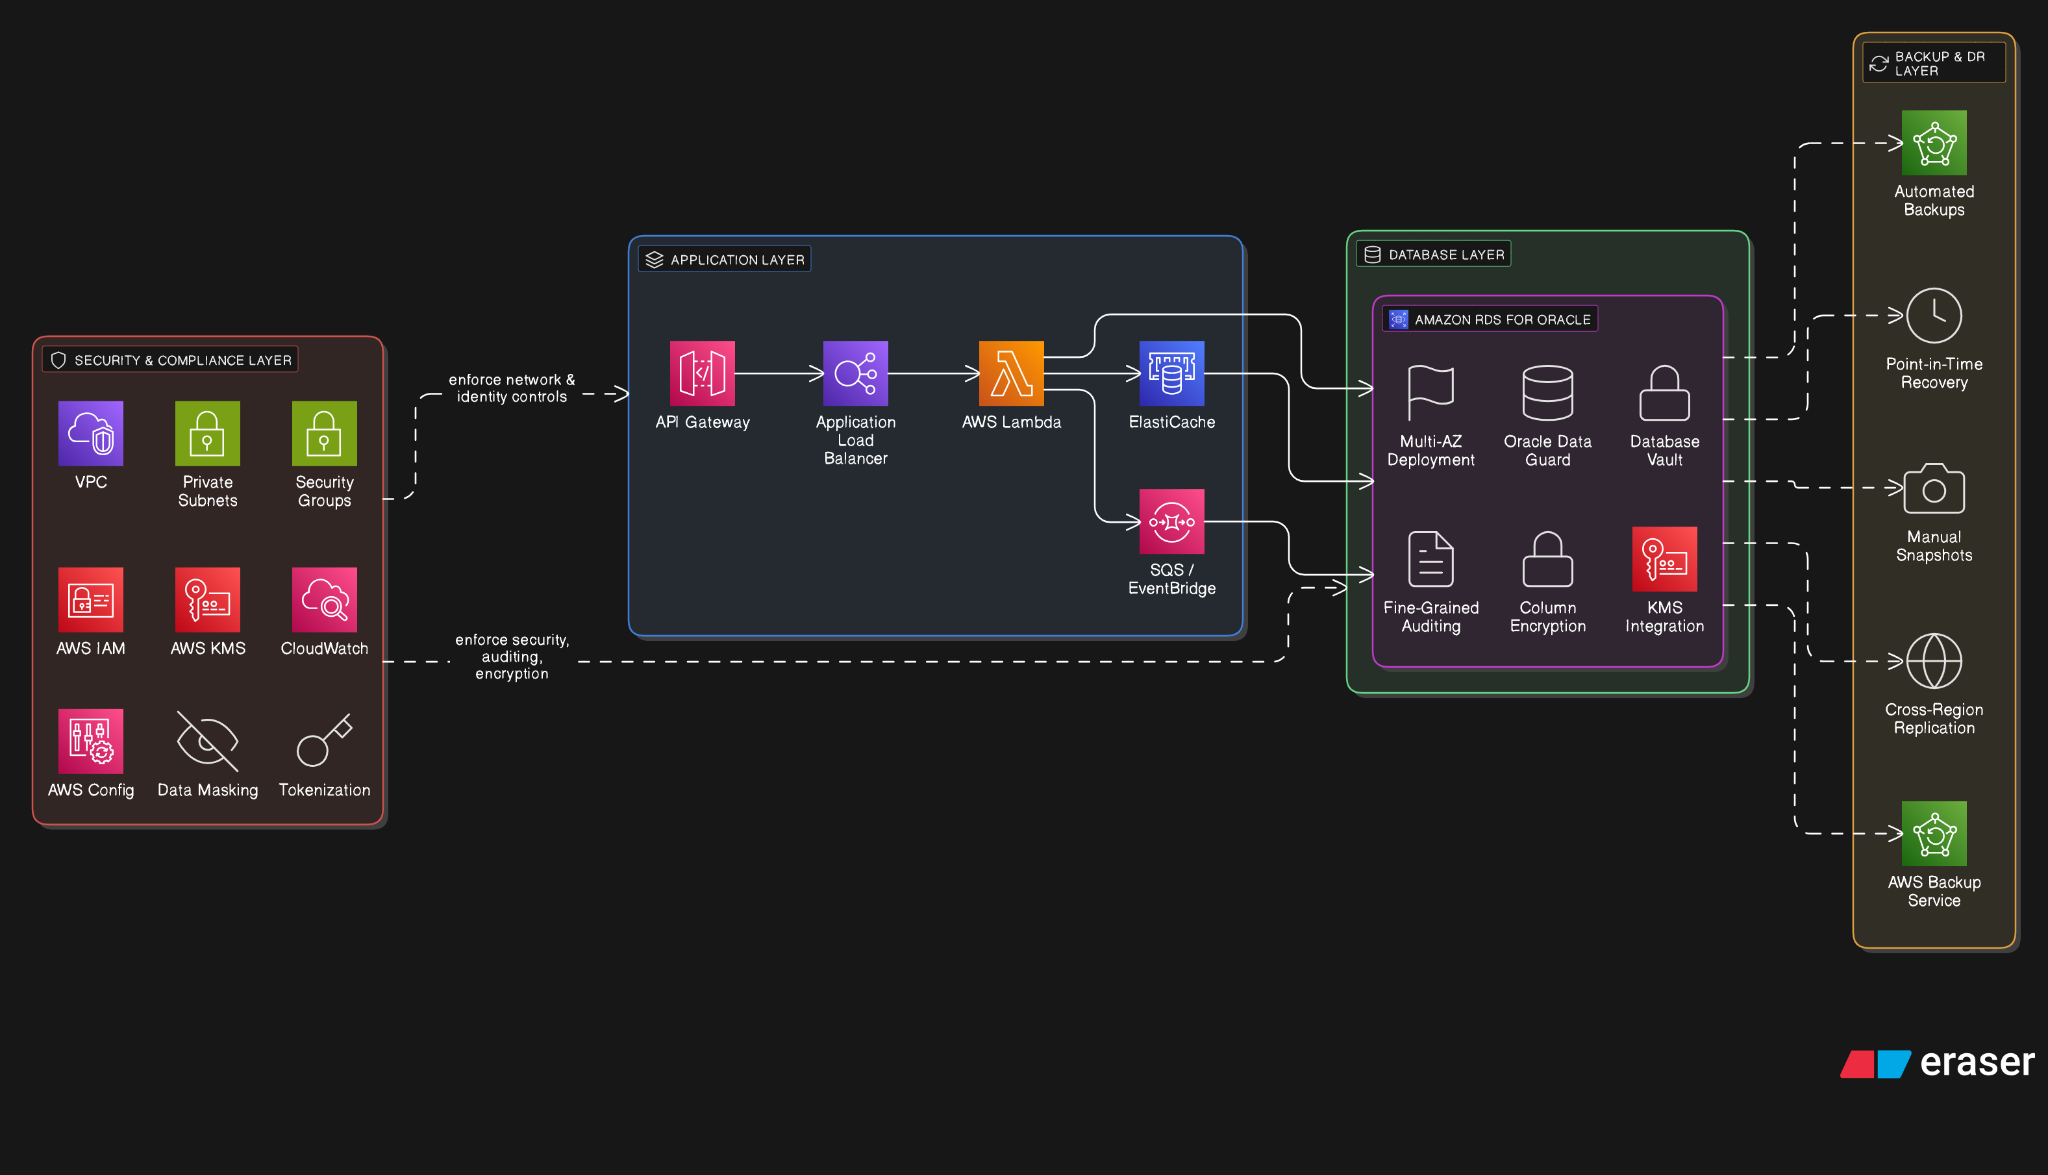 SECURITY & COMPLIANCE LAYER
VPC
Private
Subnets
Security
Groups
AWS IAM
AWS KMS
CloudWatch
AWS Config
Data Masking
Tokenization
enforce network &
identity controls
enforce security,
auditing,
encryption
APPLICATION LAYER
API Gateway
Application
Load
Balancer
AWS Lambda
ElastiCache
SQS /
EventBridge
DATABASE LAYER
AMAZON RDS FOR ORACLE
Multi-AZ
Deployment
Oracle Data
Guard
Database
Vault
Fine-Grained
Auditing
Column
Encryption
KMS
Integration
BACKUP & DR
LAYER
Automated
Backups
Point-in-Time
Recovery
Manual
Snapshots
Cross-Region
Replication
AWS Backup
Service
eraser